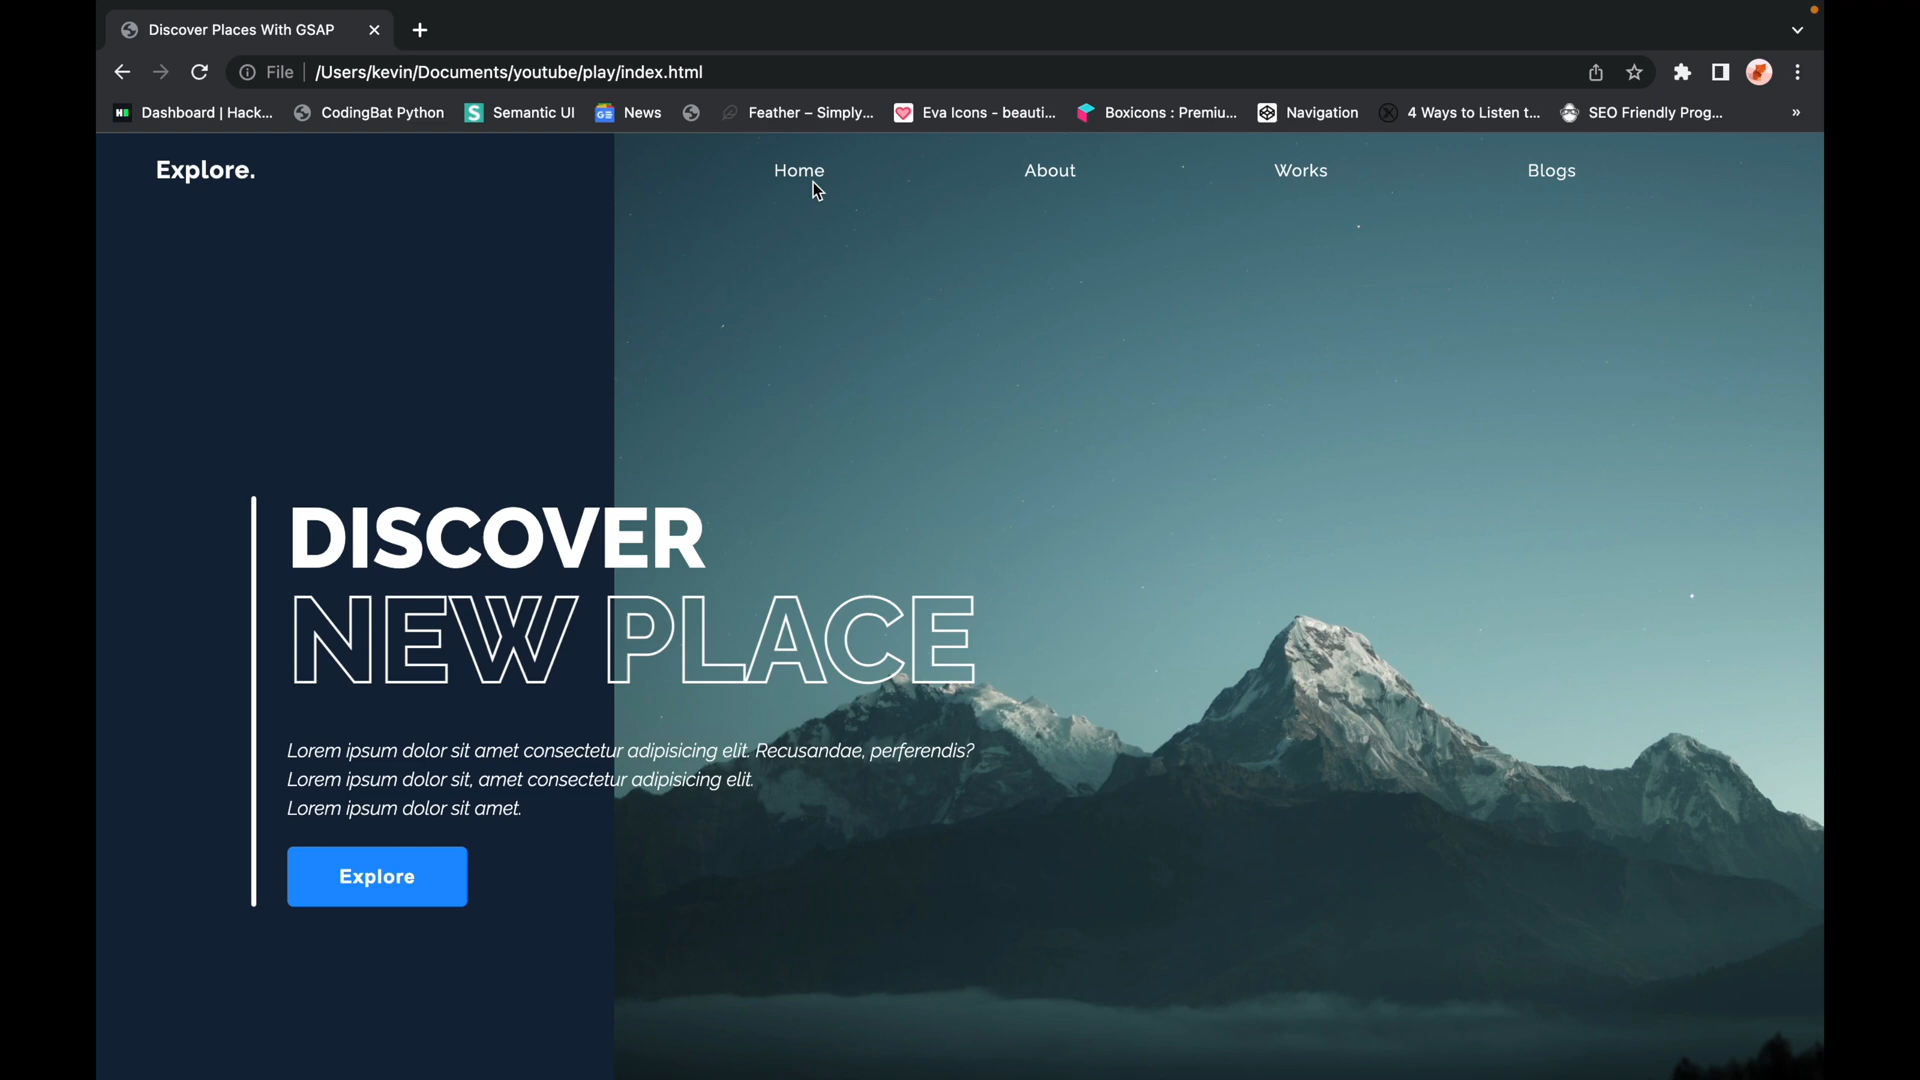 Discover Places With GSAP
File /Users/kevin/Documents/youtube/play/index.html
Dashboard | Hack... CodingBat Python Semantic UI News Feather – Simply... Eva Icons - beauti... Boxicons : Premiu... Navigation 4 Ways to Listen t... SEO Friendly Prog... »
Explore. Home About Works Blogs
DISCOVER
NEW PLACE
Lorem ipsum dolor sit amet consectetur adipisicing elit. Recusandae, perferendis?
Lorem ipsum dolor sit, amet consectetur adipisicing elit.
Lorem ipsum dolor sit amet.
Explore